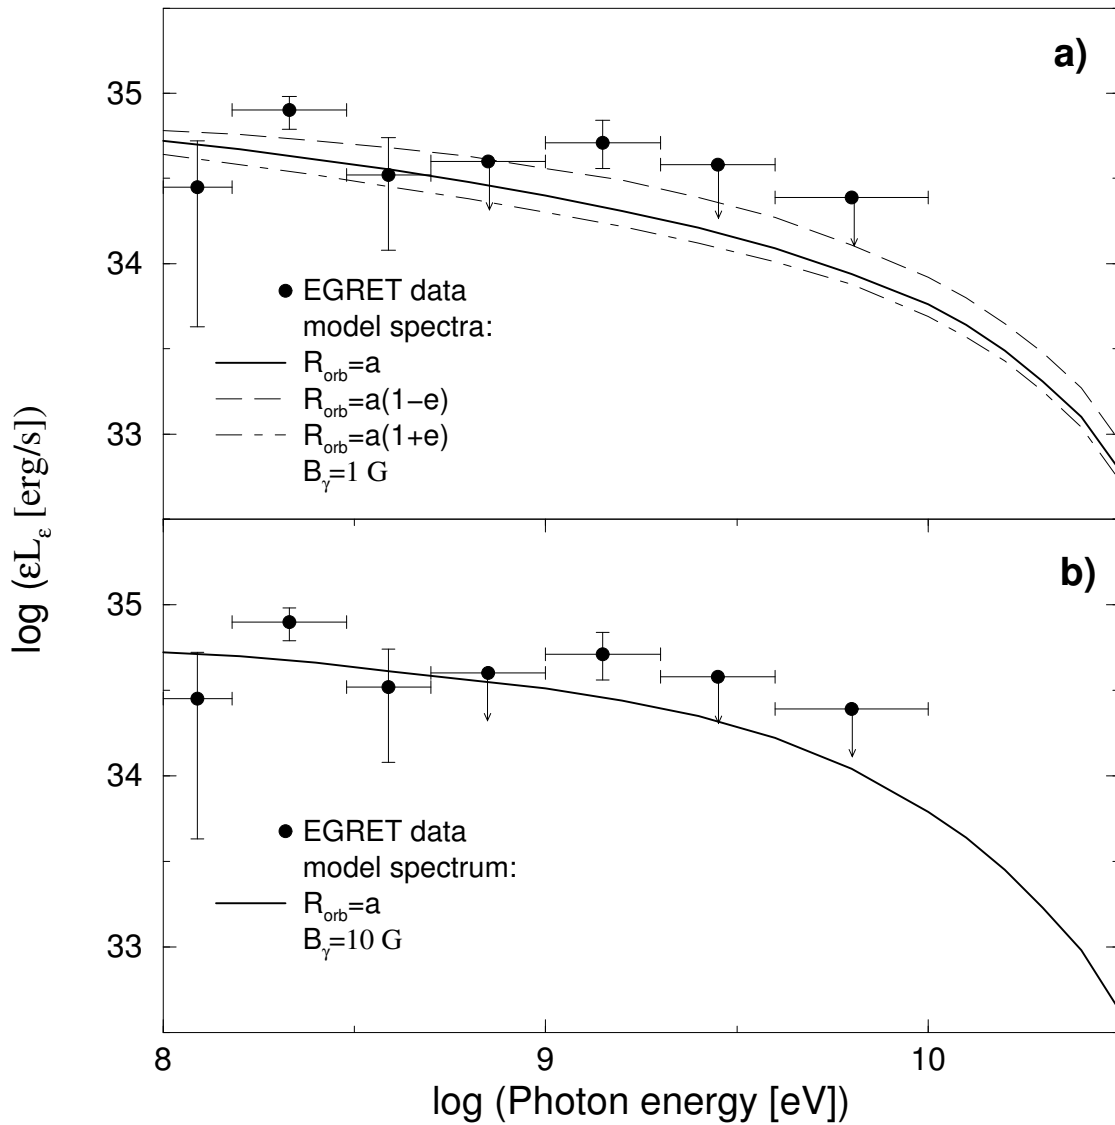 a)
35
34
33
EGRET data
model spectra:
R_orb=a
R_orb=a(1−e)
R_orb=a(1+e)
B_γ=1 G
log (εL_ε [erg/s])
b)
35
34
33
EGRET data
model spectrum:
R_orb=a
B_γ=10 G
8 9 10
log (Photon energy [eV])